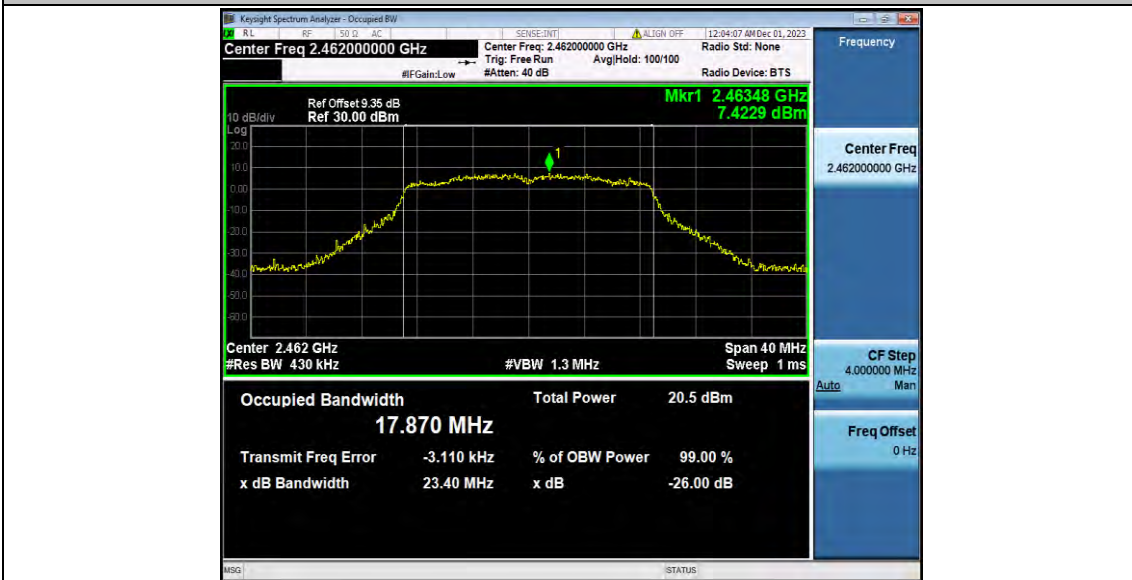 Keysight Spectrum Analyzer - Occupied BW
RL RF 50 Ω AC SENSE:INT ALIGN OFF 12:04:07 AM Dec 01, 2023
Center Freq 2.462000000 GHz
Center Freq: 2.462000000 GHz
Radio Std: None
Trig: Free Run Avg|Hold: 100/100
#IFGain:Low #Atten: 40 dB Radio Device: BTS
Frequency
Mkr1 2.46348 GHz
7.4229 dBm
Ref Offset 9.35 dB
10 dB/div Ref 30.00 dBm
Log
20.0
10.0
0.00
-10.0
-20.0
-30.0
-40.0
-50.0
-60.0
1
Center 2.462 GHz Span 40 MHz
#Res BW 430 kHz #VBW 1.3 MHz Sweep 1 ms
Occupied Bandwidth Total Power 20.5 dBm
17.870 MHz
Transmit Freq Error -3.110 kHz % of OBW Power 99.00 %
x dB Bandwidth 23.40 MHz x dB -26.00 dB
Center Freq
2.462000000 GHz
CF Step
4.000000 MHz
Auto Man
Freq Offset
0 Hz
MSG STATUS